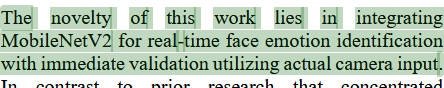 The novelty of this work lies in integrating
MobileNetV2 for real-time face emotion identification
with immediate validation utilizing actual camera input.
In contrast to prior research that concentrated